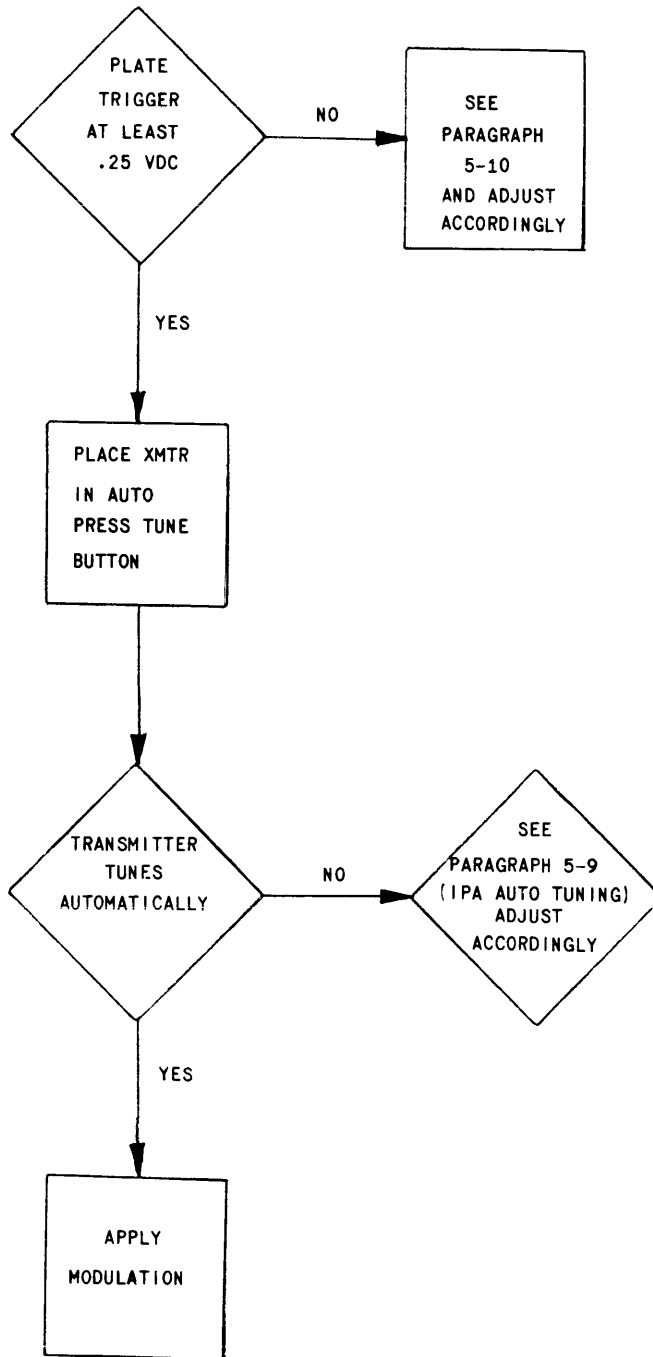 PLATE
TRIGGER
AT LEAST
.25 VDC
NO
SEE
PARAGRAPH
5-10
AND ADJUST
ACCORDINGLY
YES
PLACE XMTR
IN AUTO
PRESS TUNE
BUTTON
TRANSMITTER
TUNES
AUTOMATICALLY
NO
SEE
PARAGRAPH 5-9
(IPA AUTO TUNING)
ADJUST
ACCORDINGLY
YES
APPLY
MODULATION